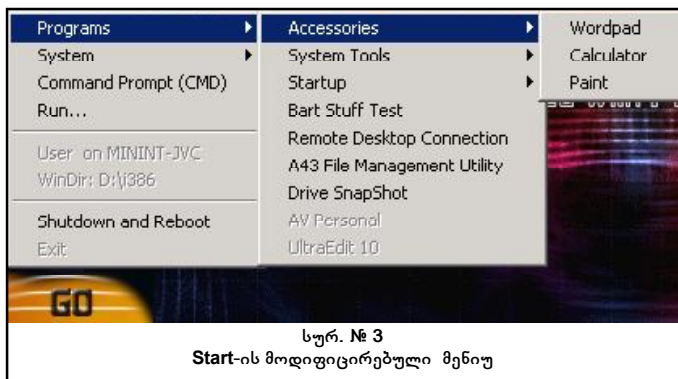 Programs
System
Command Prompt (CMD)
Run...
User on MININT-JVC
WinDir: D:\i386
Shutdown and Reboot
Exit
Accessories
System Tools
Startup
Bart Stuff Test
Remote Desktop Connection
A43 File Management Utility
Drive SnapShot
AV Personal
UltraEdit 10
Wordpad
Calculator
Paint
GO
სურ. № 3
Start-ის მოდიფიცირებული მენიუ